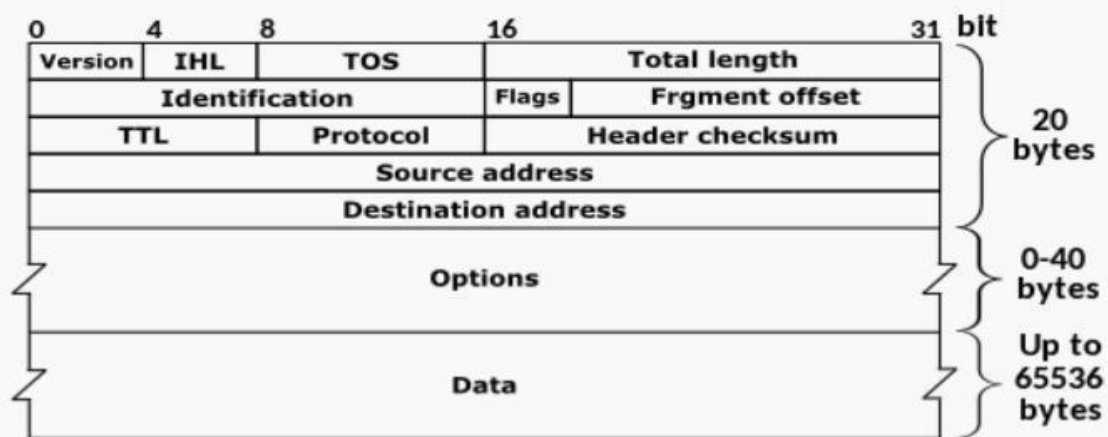 0 4 8 16 31 bit
Version IHL TOS Total length
Identification Flags Frgment offset
TTL Protocol Header checksum
Source address
Destination address
20
bytes
Options
0-40
bytes
Data
Up to
65536
bytes